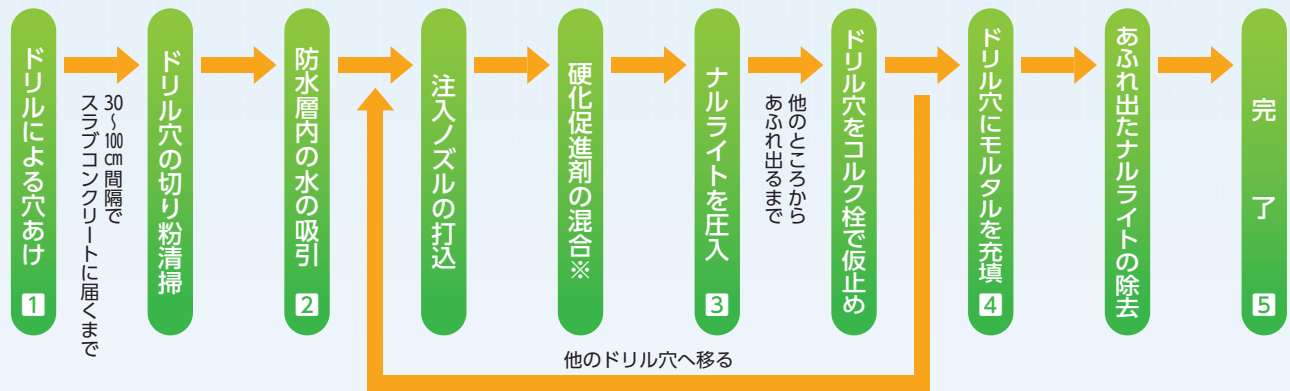 ドリルによる穴あけ 1
30～100㎝間隔で
スラブコンクリートに届くまで
ドリル穴の切り粉清掃
防水層内の水の吸引 2
注入ノズルの打込
硬化促進剤の混合※
ナルライトを圧入 3
他のところから
あふれ出るまで
ドリル穴をコルク栓で仮止め
ドリル穴にモルタルを充填 4
あふれ出たナルライトの除去
完了 5
他のドリル穴へ移る